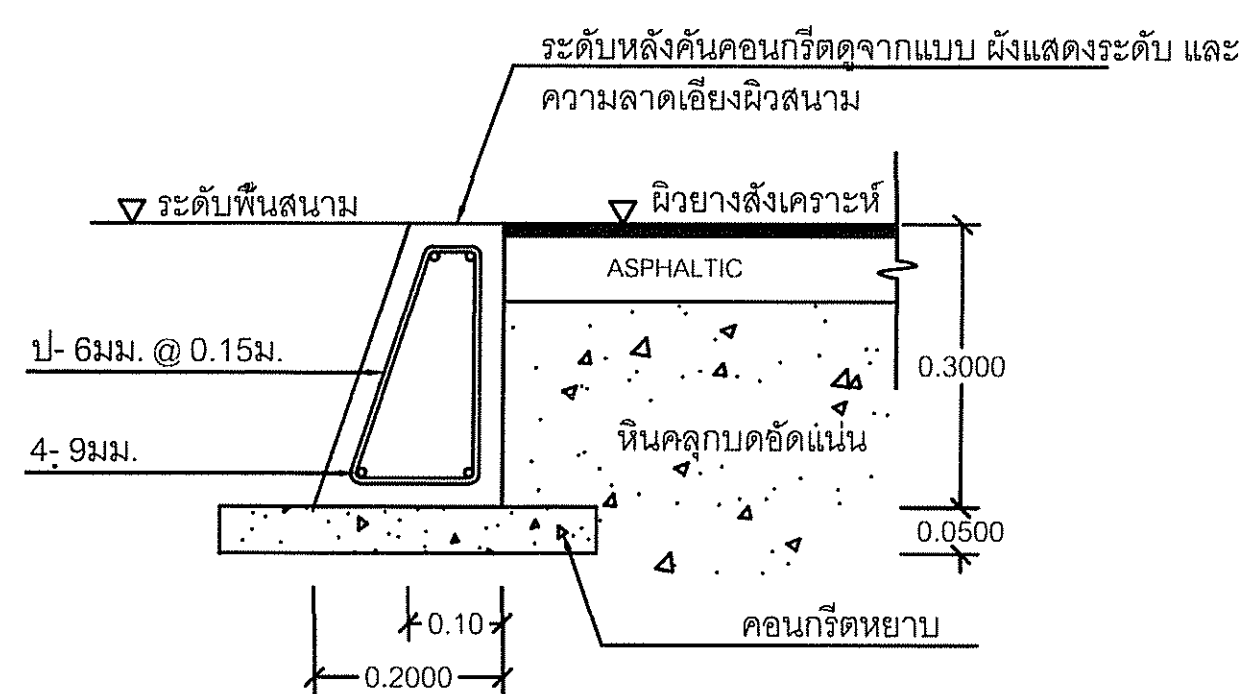 ระดับหลังคันคอนกรีตดูจากแบบ ผังแสดงระดับ และ
ความลาดเอียงผิวสนาม
ระดับพื้นสนาม
ผิวยางสังเคราะห์
ASPHALTIC
ป- 6มม. @ 0.15ม.
0.3000
หินคลุกบดอัดแน่น
4- 9มม.
0.0500
0.10
คอนกรีตหยาบ
0.2000